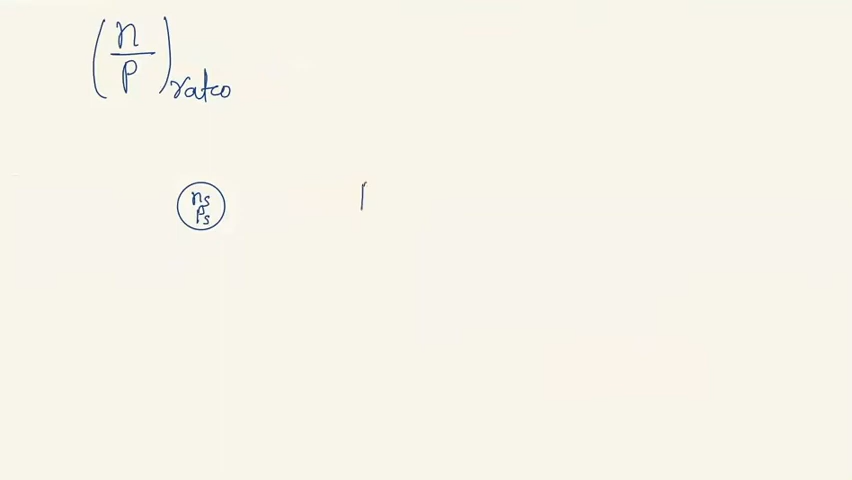 (n/p) ratio
ns
ps